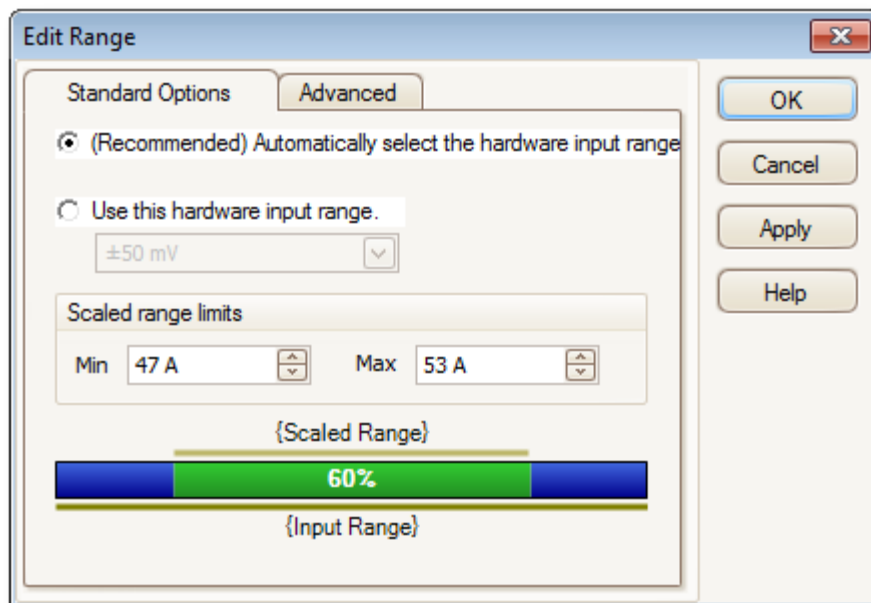 Edit Range
Standard Options
Advanced
(Recommended) Automatically select the hardware input range
Use this hardware input range.
±50 mV
Scaled range limits
Min 47 A Max 53 A
{Scaled Range}
60%
{Input Range}
OK
Cancel
Apply
Help